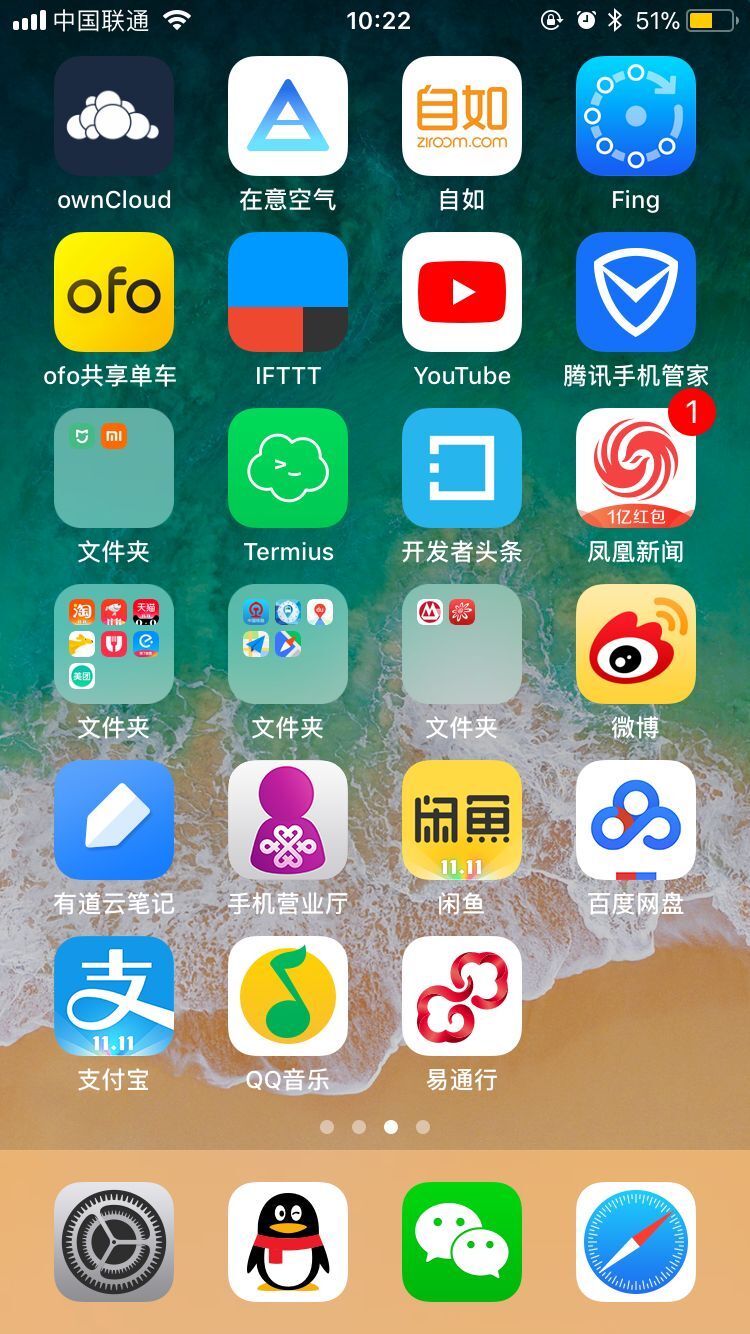 中国联通 10:22 51%
自如
ziroom.com
ownCloud 在意空气 自如 Fing
ofo
ofo共享单车 IFTTT YouTube 腾讯手机管家
1
mi
>_
1亿红包
文件夹 Termius 开发者头条 凤凰新闻
淘 天猫
美团
文件夹 文件夹 文件夹 微博
闲鱼
11.11
有道云笔记 手机营业厅 闲鱼 百度网盘
支
11.11
支付宝 QQ音乐 易通行